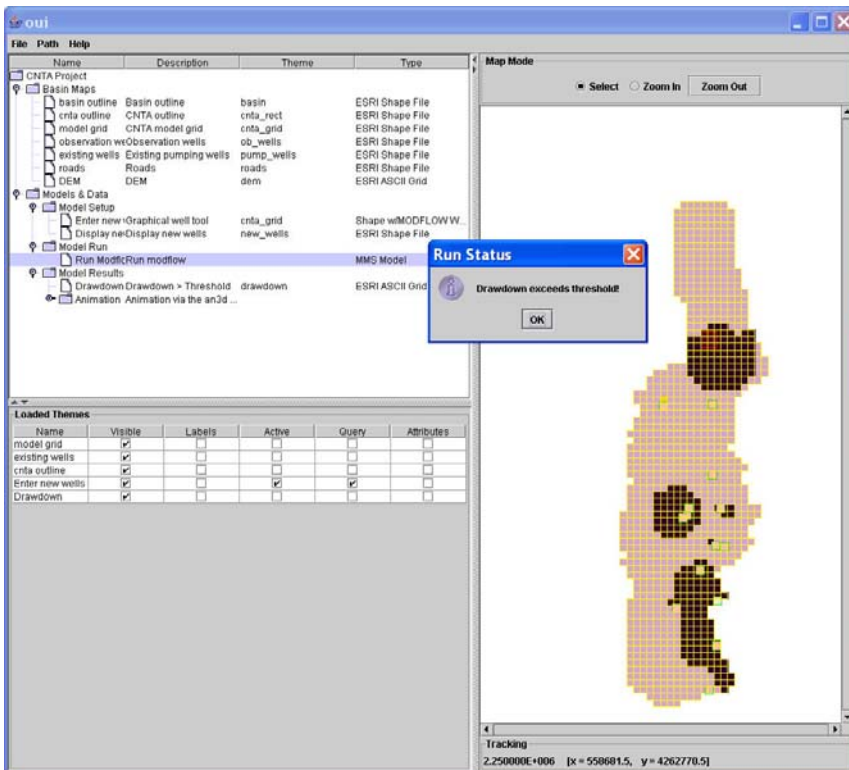 oui
File Path Help
Name Description Theme Type
CNTA Project
Basin Maps
basin outline Basin outline basin ESRI Shape File
cnta outline CNTA outline cnta_rect ESRI Shape File
model grid CNTA model grid cnta_grid ESRI Shape File
observation we Observation wells ob_wells ESRI Shape File
existing wells Existing pumping wells pump_wells ESRI Shape File
roads Roads roads ESRI Shape File
DEM DEM dem ESRI ASCII Grid
Models & Data
Model Setup
Enter new Graphical well tool cnta_grid Shape w/MODFLOW W...
Display ne Display new wells new_wells ESRI Shape File
Model Run
Run Modflo Run modflow MMS Model
Model Results
Drawdown Drawdown > Threshold drawdown ESRI ASCII Grid
Animation Animation via the an3d ...
Map Mode
Select Zoom In Zoom Out
Run Status
Drawdown exceeds threshold!
OK
Loaded Themes
Name Visible Labels Active Query Attributes
model grid
existing wells
cnta outline
Enter new wells
Drawdown
Tracking
2.250000E+006 [x = 558681.5, y = 4262770.5]